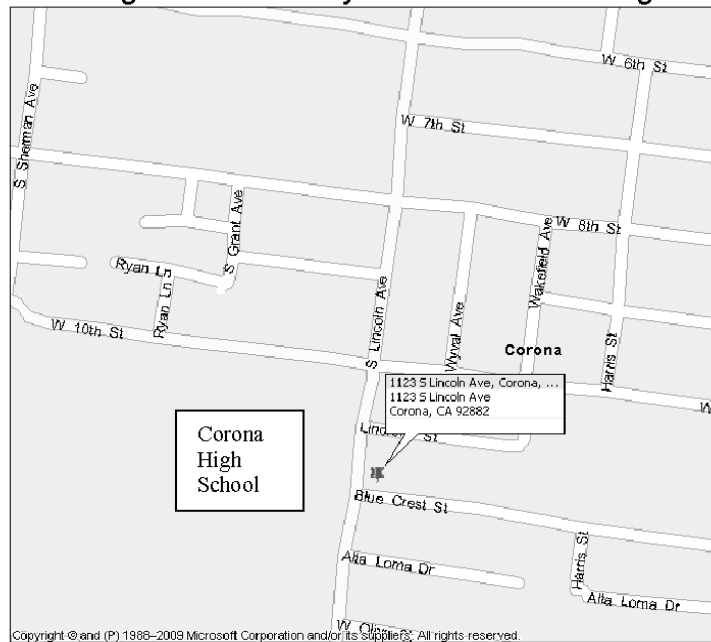 W 6th St
W 7th St
S Sherman Ave
W 8th St
S Grant Ave
Wakefield Ave
Ryan Ln
Ryan Ln
S Lincoln Ave
Wyval Ave
W 10th St
Corona
Harris St
W
1123 S Lincoln Ave, Corona, ...
1123 S Lincoln Ave
Corona, CA 92882
St
Corona
High
School
Blue Crest St
Alta Loma Dr
Harris St
Alta Loma Dr
Copyright © and (P) 1988–2009 Microsoft Corporation and/or its suppliers. All rights reserved.